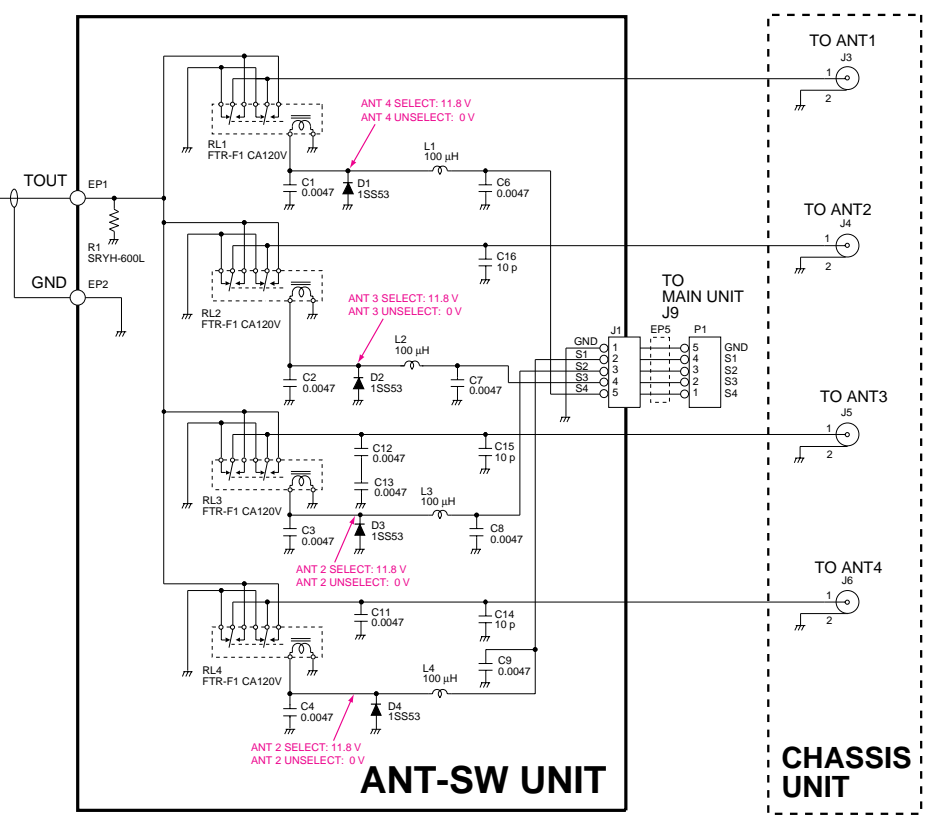 TO ANT1
J3
1
2
ANT 4 SELECT: 11.8 V
ANT 4 UNSELECT: 0 V
RL1
FTR-F1 CA120V
L1
100 µH
C1
0.0047
D1
1SS53
C6
0.0047
TOUT
EP1
R1
SRYH-600L
GND
EP2
TO ANT2
J4
1
2
C16
10 p
RL2
FTR-F1 CA120V
ANT 3 SELECT: 11.8 V
ANT 3 UNSELECT: 0 V
L2
100 µH
C2
0.0047
D2
1SS53
C7
0.0047
TO
MAIN UNIT
J9
J1
EP5
P1
GND 1 5 GND
S1 2 4 S1
S2 3 3 S2
S3 4 2 S3
S4 5 1 S4
TO ANT3
J5
1
2
C12
0.0047
C15
10 p
C13
0.0047
RL3
FTR-F1 CA120V
L3
100 µH
C3
0.0047
D3
1SS53
C8
0.0047
ANT 2 SELECT: 11.8 V
ANT 2 UNSELECT: 0 V
TO ANT4
J6
1
2
C11
0.0047
C14
10 p
RL4
FTR-F1 CA120V
L4
100 µH
C9
0.0047
C4
0.0047
D4
1SS53
ANT 2 SELECT: 11.8 V
ANT 2 UNSELECT: 0 V
ANT-SW UNIT
CHASSIS
UNIT